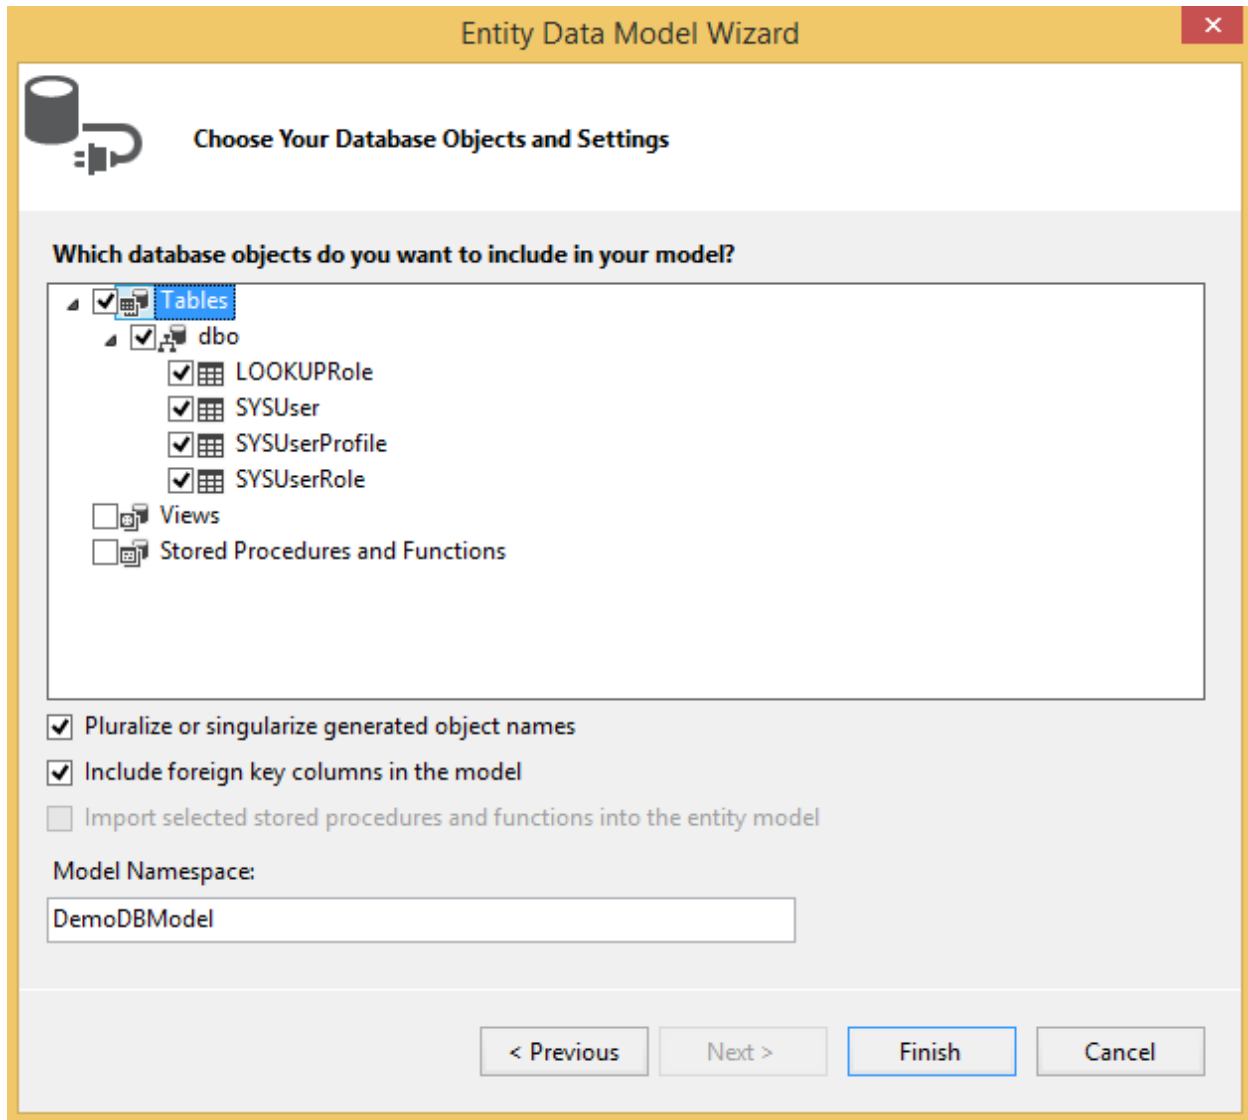 Entity Data Model Wizard
Choose Your Database Objects and Settings
Which database objects do you want to include in your model?
Tables
dbo
LOOKUPRole
SYSUser
SYSUserProfile
SYSUserRole
Views
Stored Procedures and Functions
Pluralize or singularize generated object names
Include foreign key columns in the model
Import selected stored procedures and functions into the entity model
Model Namespace:
DemoDBModel
< Previous Next > Finish Cancel